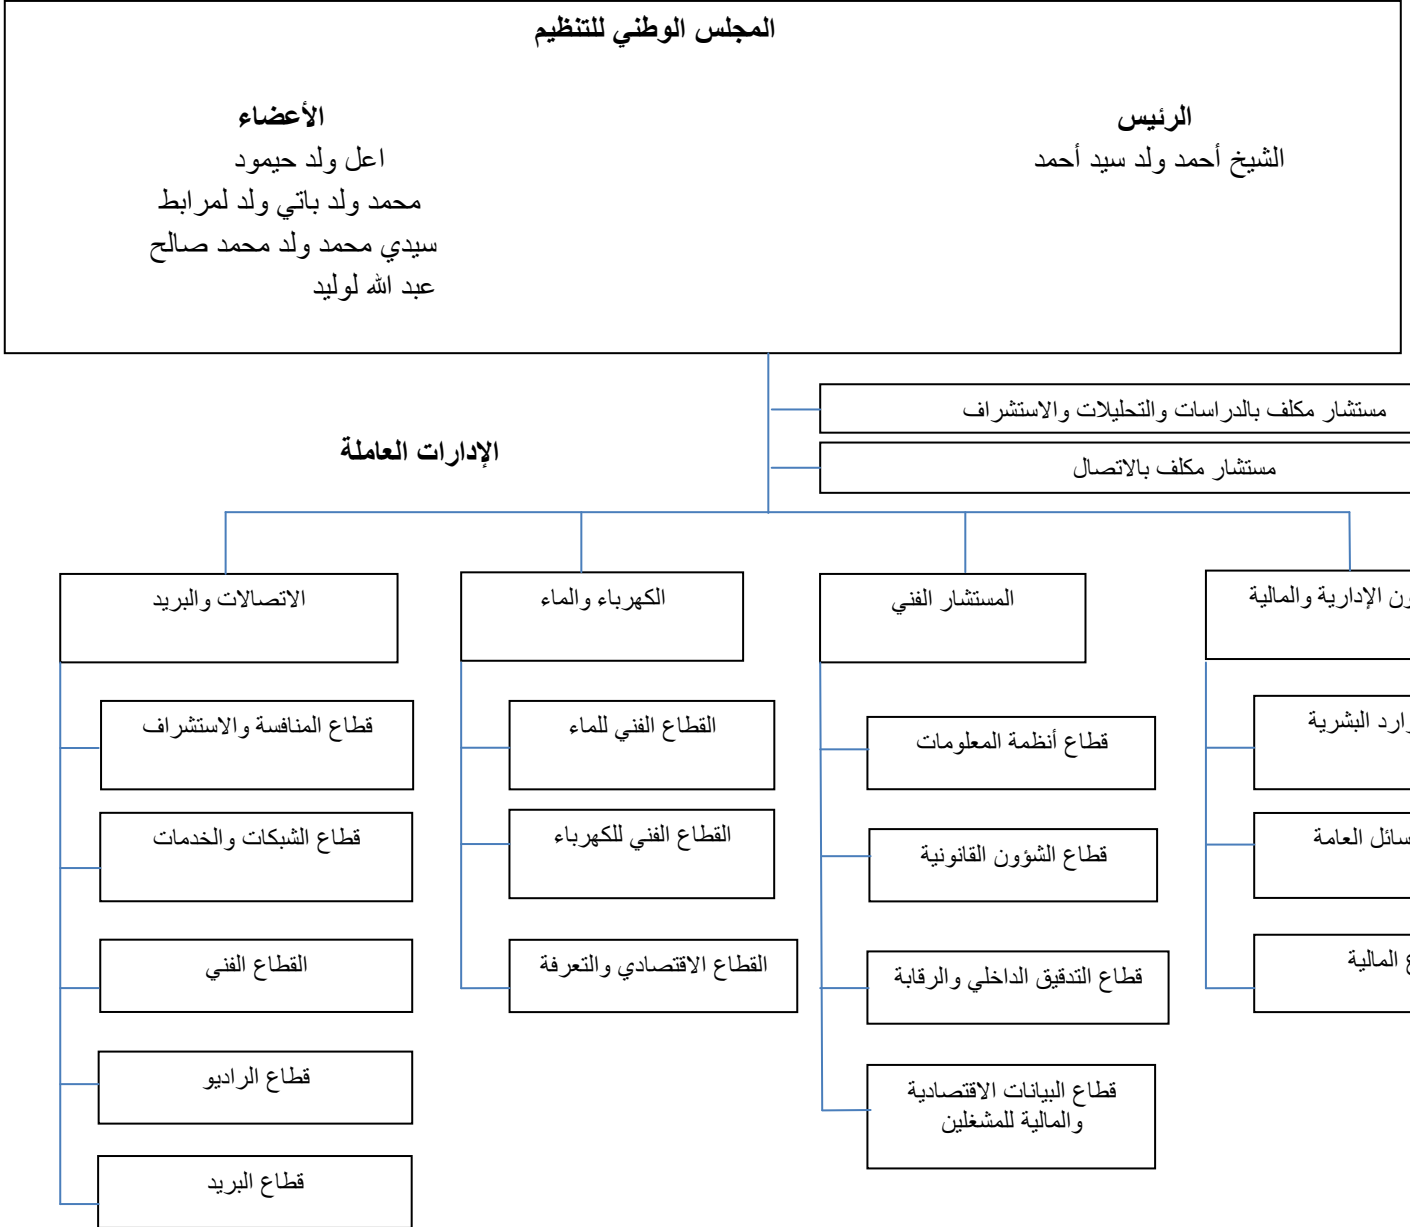 المجلس الوطني للتنظيم
الرئيس
الشيخ أحمد ولد سيد أحمد
الأعضاء
اعل ولد حيمود
محمد ولد باتي ولد لمرابط
سيدي محمد ولد محمد صالح
عبد الله لوليد
مستشار مكلف بالدراسات والتحليلات والاستشراف
مستشار مكلف بالاتصال
الإدارات العاملة
الإدارية والمالية
البشرية
العامة
المالية
المستشار الفني
قطاع أنظمة المعلومات
قطاع الشؤون القانونية
قطاع التدقيق الداخلي والرقابة
قطاع البيانات الاقتصادية
والمالية للمشغلين
الكهرباء والماء
القطاع الفني للماء
القطاع الفني للكهرباء
القطاع الاقتصادي والتعرفة
الاتصالات والبريد
قطاع المنافسة والاستشراف
قطاع الشبكات والخدمات
القطاع الفني
قطاع الراديو
قطاع البريد